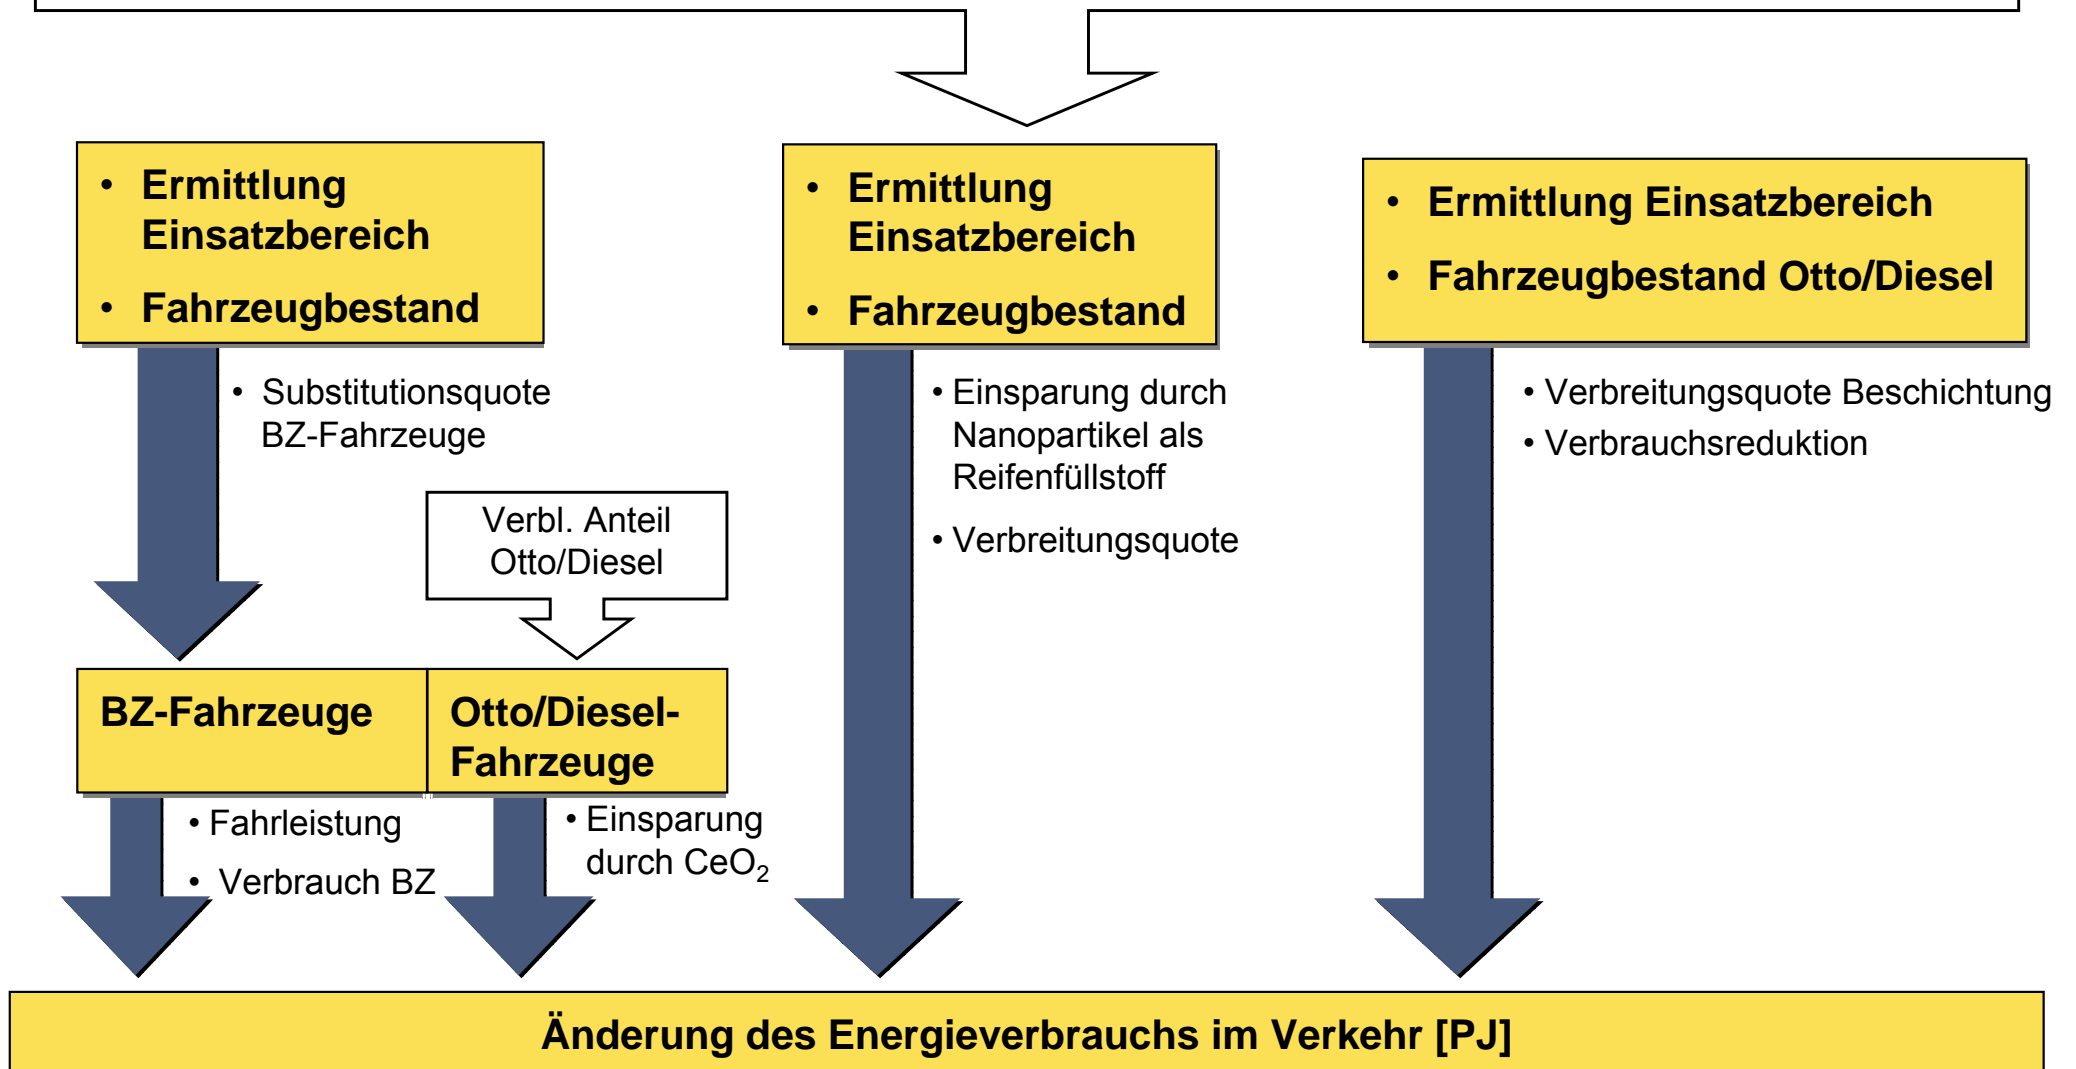 • Ermittlung
Einsatzbereich
• Fahrzeugbestand
• Ermittlung
Einsatzbereich
• Fahrzeugbestand
• Ermittlung Einsatzbereich
• Fahrzeugbestand Otto/Diesel
• Substitutionsquote
BZ-Fahrzeuge
• Einsparung durch
Nanopartikel als
Reifenfüllstoff
• Verbreitungsquote
• Verbreitungsquote Beschichtung
• Verbrauchsreduktion
Verbl. Anteil
Otto/Diesel
BZ-Fahrzeuge
Otto/Diesel-
Fahrzeuge
• Fahrleistung
• Verbrauch BZ
• Einsparung
durch CeO₂
Änderung des Energieverbrauchs im Verkehr [PJ]